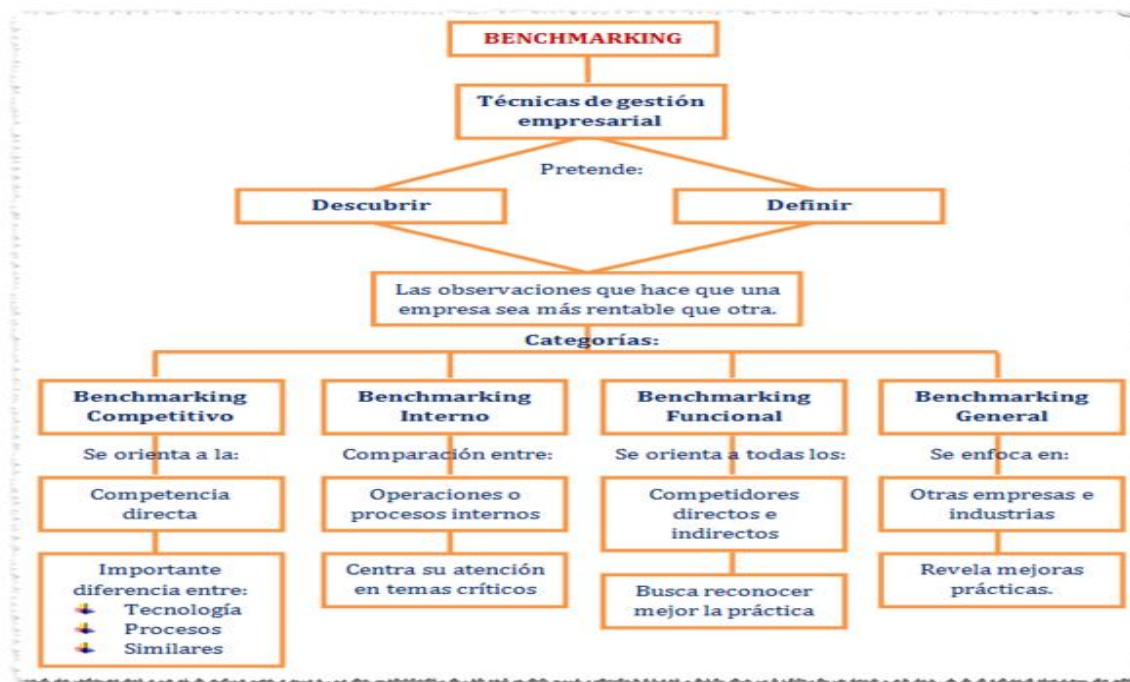 BENCHMARKING
Técnicas de gestión
empresarial
Pretende:
Descubrir
Definir
Las observaciones que hace que una
empresa sea más rentable que otra.
Categorías:
Benchmarking
Competitivo
Se orienta a la:
Competencia
directa
Importante
diferencia entre:
Tecnología
Procesos
Similares
Benchmarking
Interno
Comparación entre:
Operaciones o
procesos internos
Centra su atención
en temas críticos
Benchmarking
Funcional
Se orienta a todas los:
Competidores
directos e
indirectos
Busca reconocer
mejor la práctica
Benchmarking
General
Se enfoca en:
Otras empresas e
industrias
Revela mejoras
prácticas.